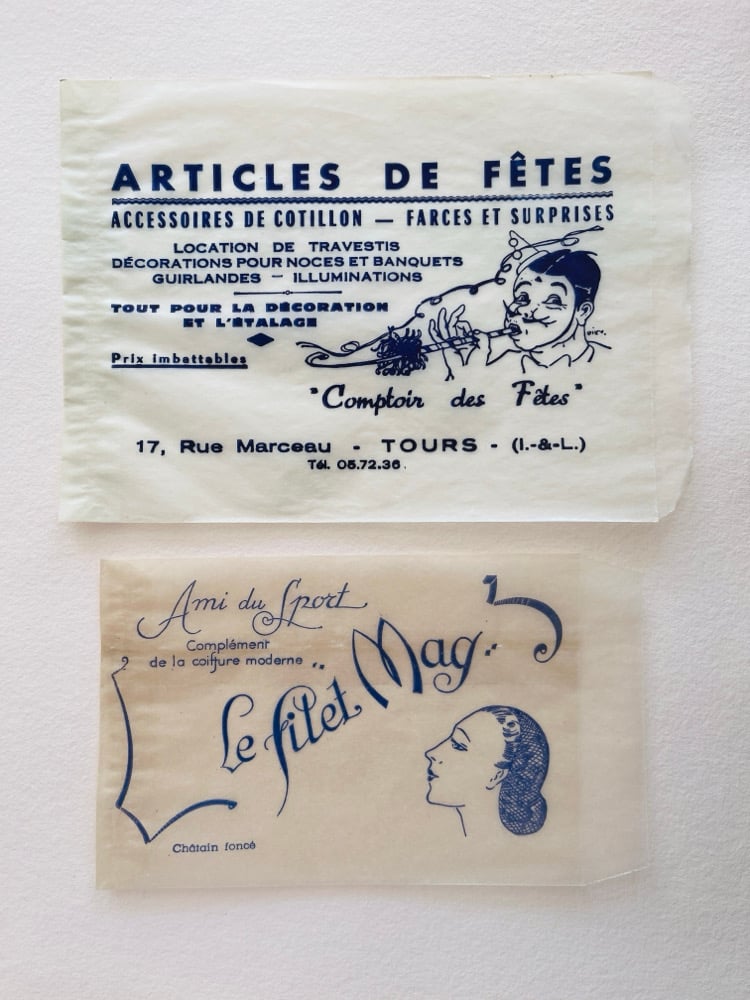 ARTICLES DE FÊTES
ACCESSOIRES DE COTILLON — FARCES ET SURPRISES
LOCATION DE TRAVESTIS
DÉCORATIONS POUR NOCES ET BANQUETS
GUIRLANDES — ILLUMINATIONS
TOUT POUR LA DÉCORATION
ET L'ÉTALAGE
Prix imbattables
"Comptoir des Fêtes"
17, Rue Marceau - TOURS - (I.-&-L.)
Tél. 05.72.36.
Ami du Sport
Complément
de la coiffure moderne
"Le filet Mag."
Châtain foncé